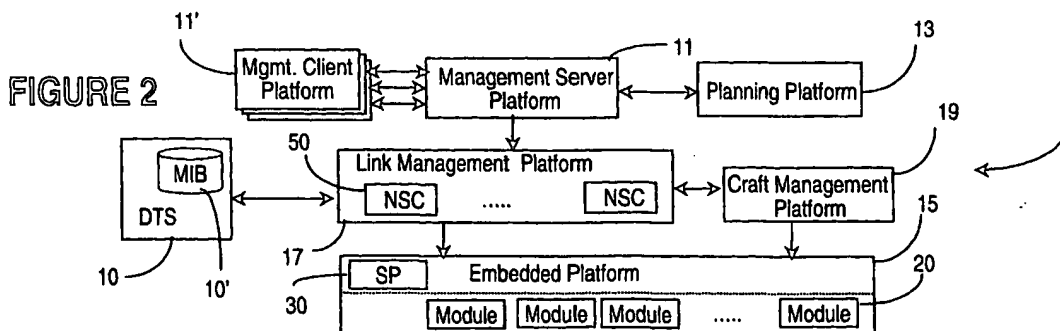 FIGURE 2
11'
Mgmt. Client
Platform
11
Management Server
Platform
13
Planning Platform
50
Link Management Platform
NSC ..... NSC
17
19
Craft Management
Platform
MIB
DTS
10
10'
15
20
SP
Embedded Platform
30
Module Module Module ..... Module